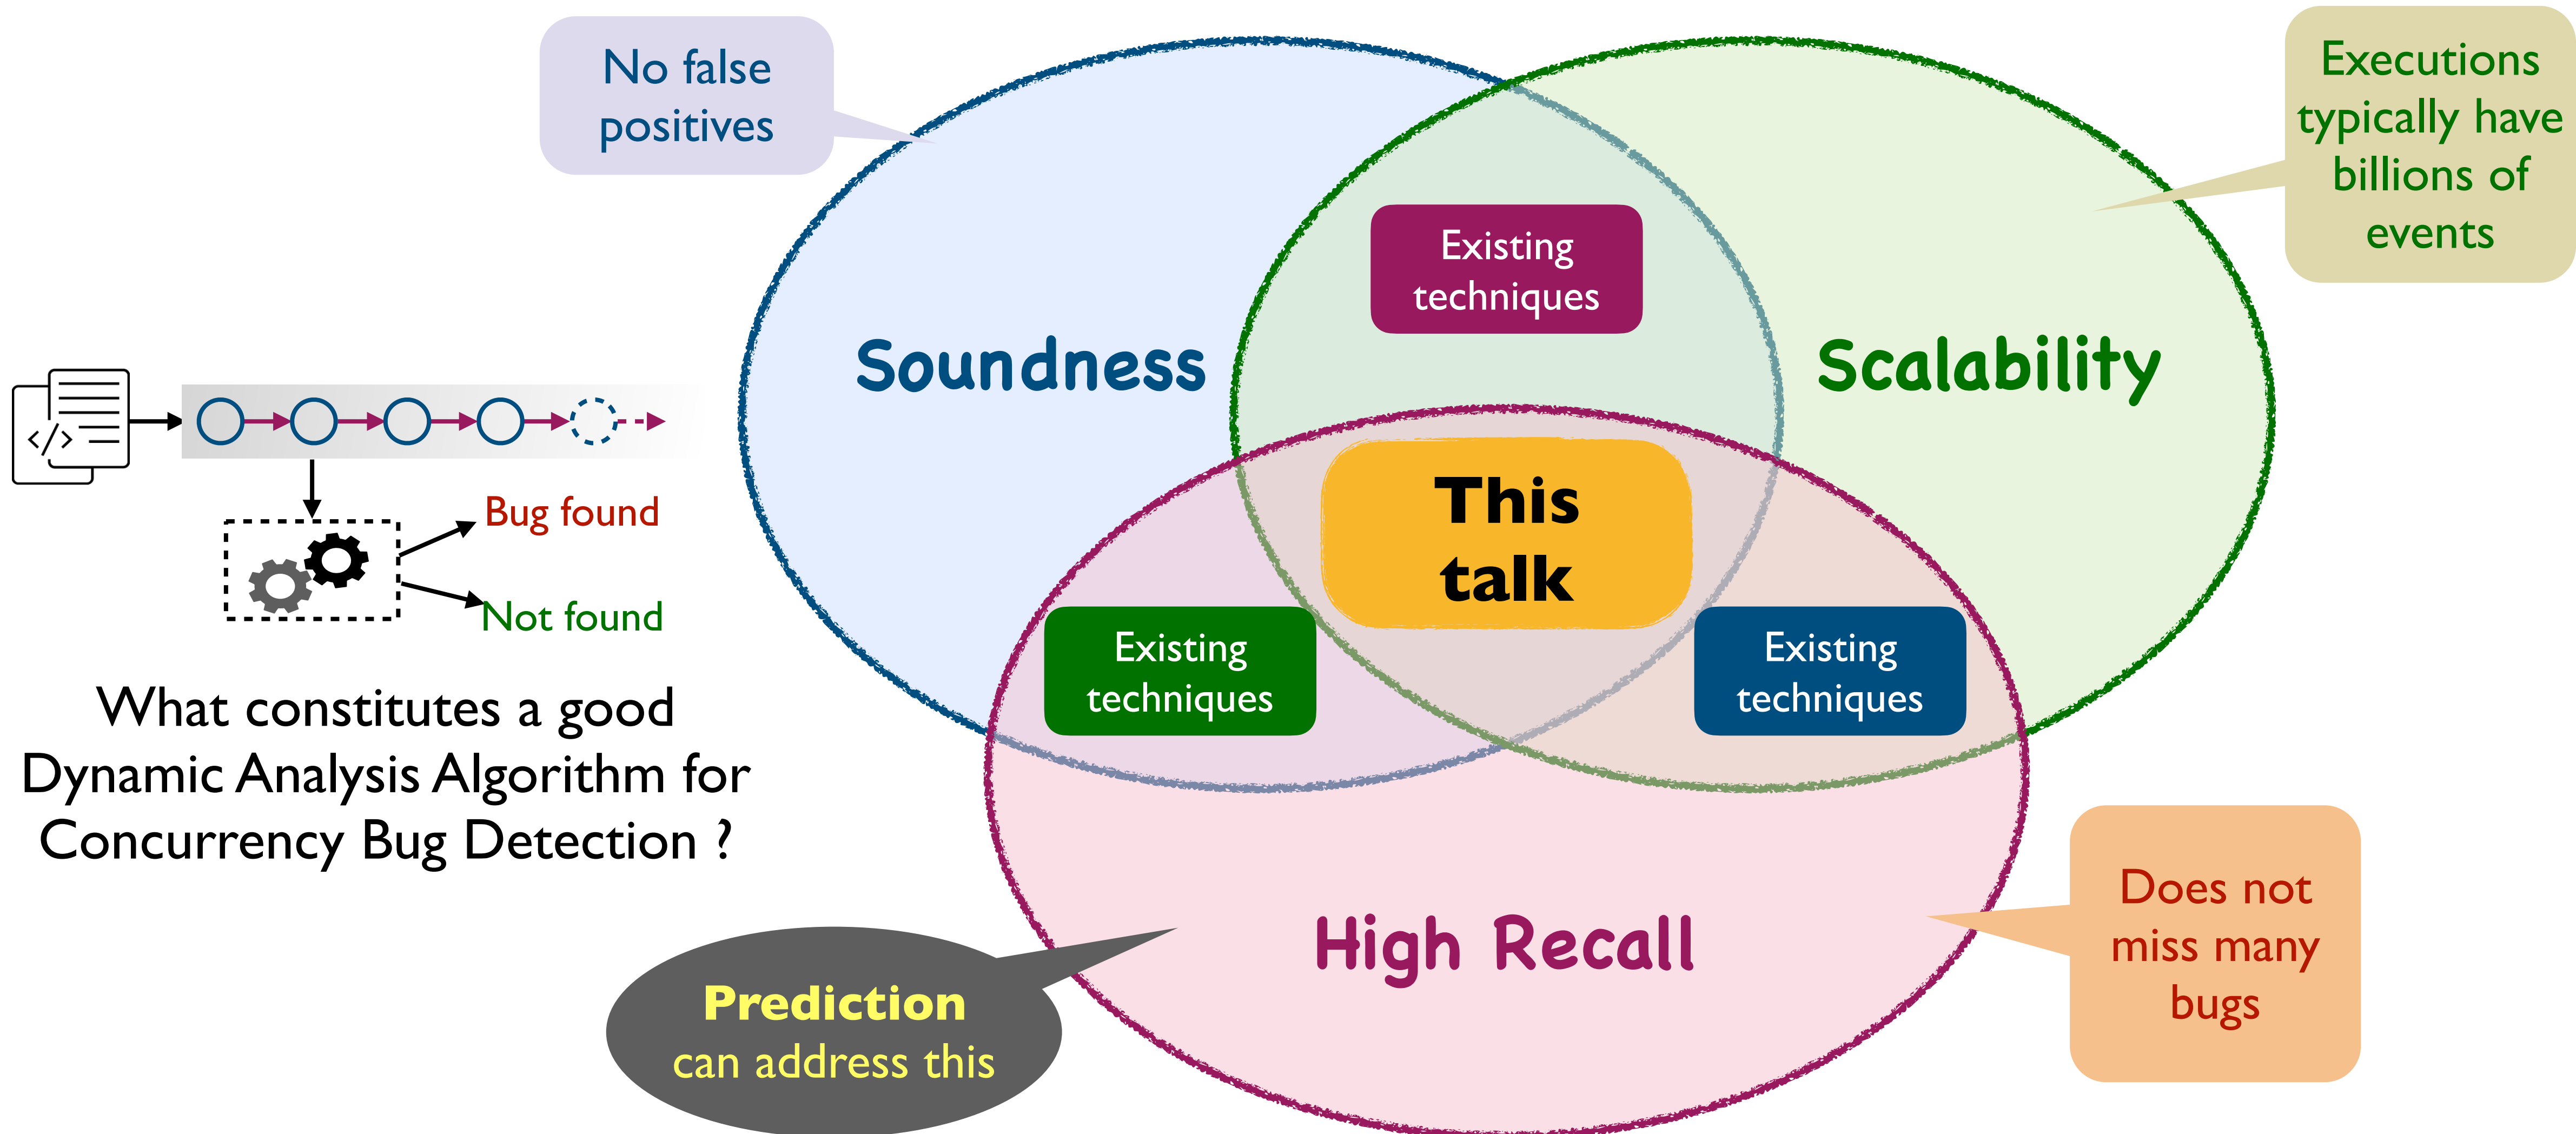 No false
positives
Executions
typically have
billions of
events
Existing
techniques
Soundness
Scalability
</>
Bug found
Not found
This
talk
Existing
techniques
Existing
techniques
What constitutes a good
Dynamic Analysis Algorithm for
Concurrency Bug Detection ?
High Recall
Does not
miss many
bugs
Prediction
can address this